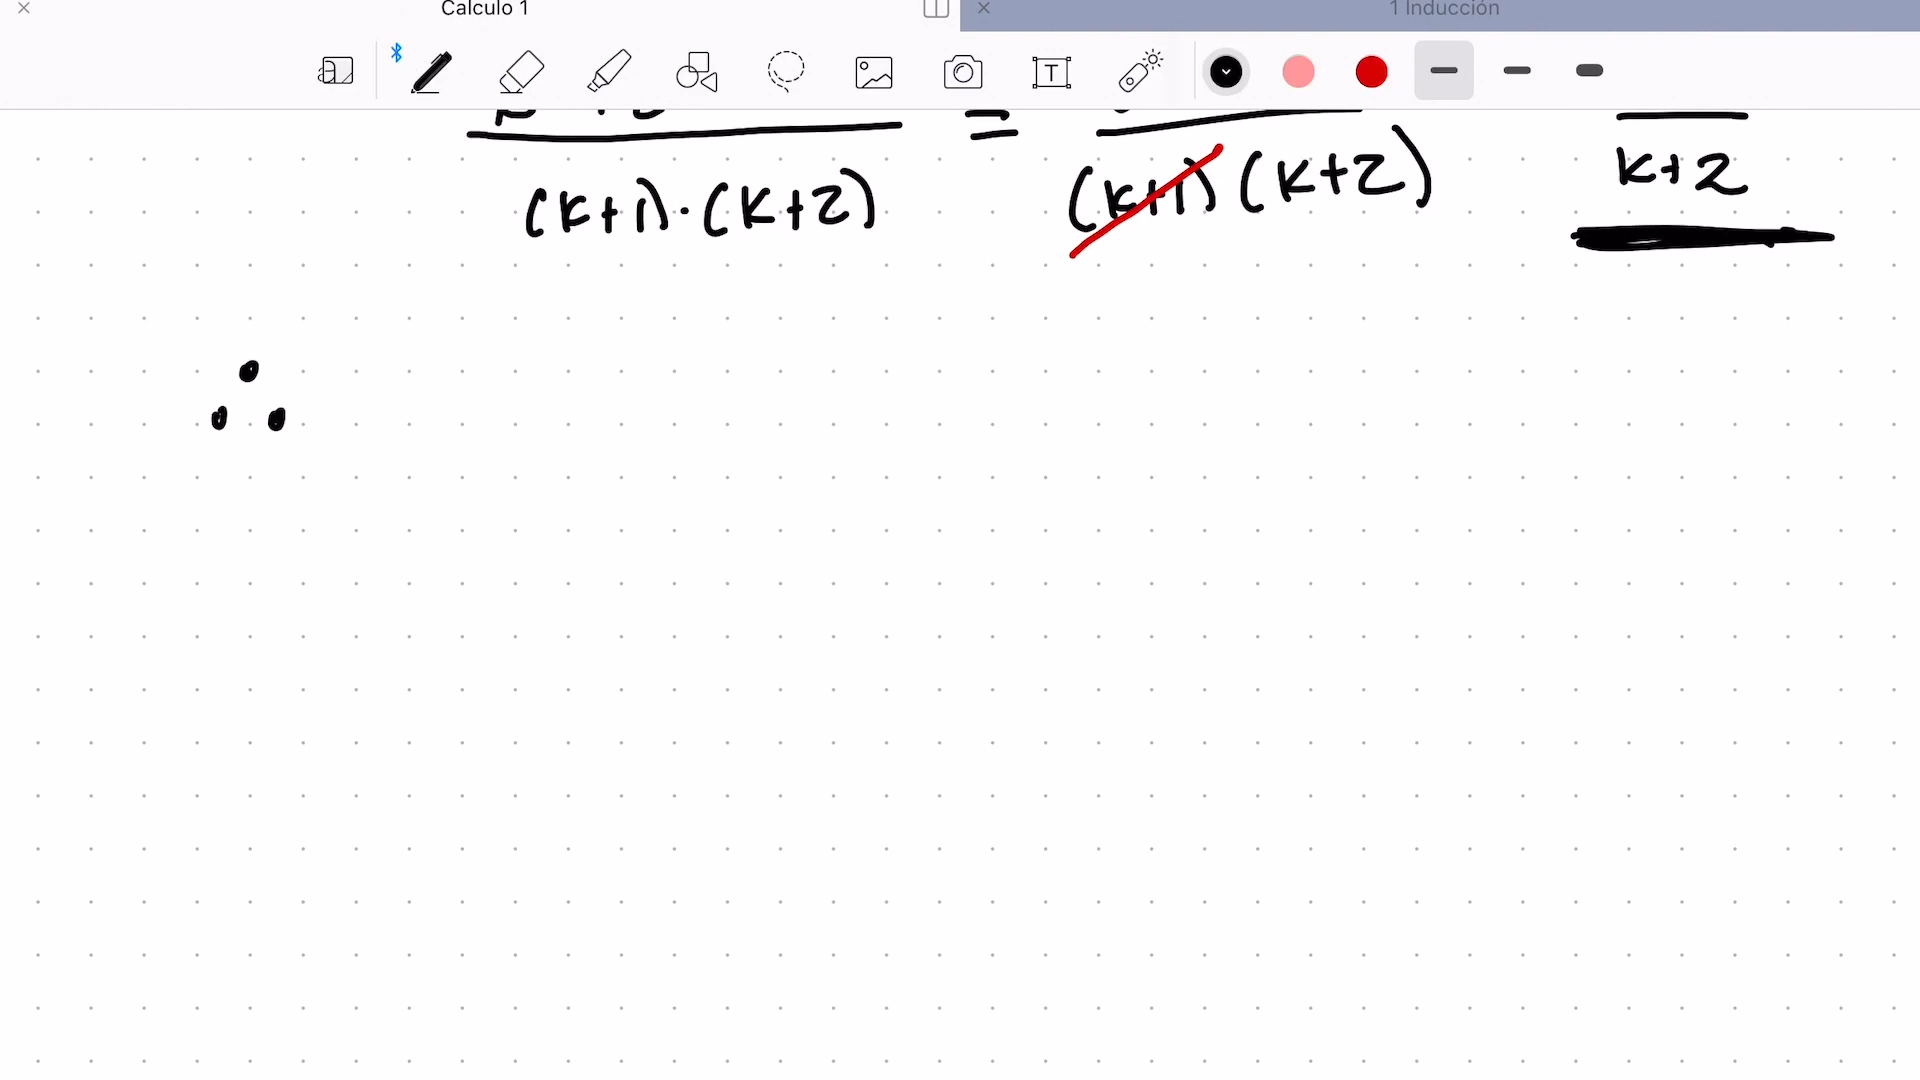 Calculo 1
1 Inducción
T
=
(k+1)·(k+2)
(k+1)(k+2)
k+2
∴